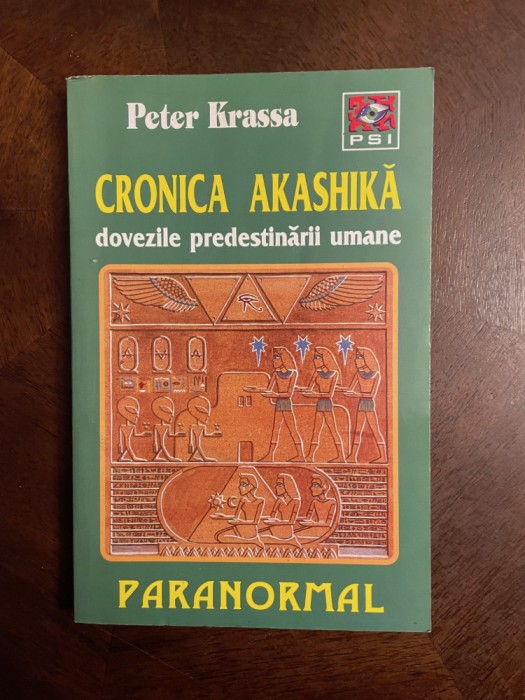 Peter Krassa
PSI
CRONICA AKASHIKĂ
dovezile predestinării umane
PARANORMAL